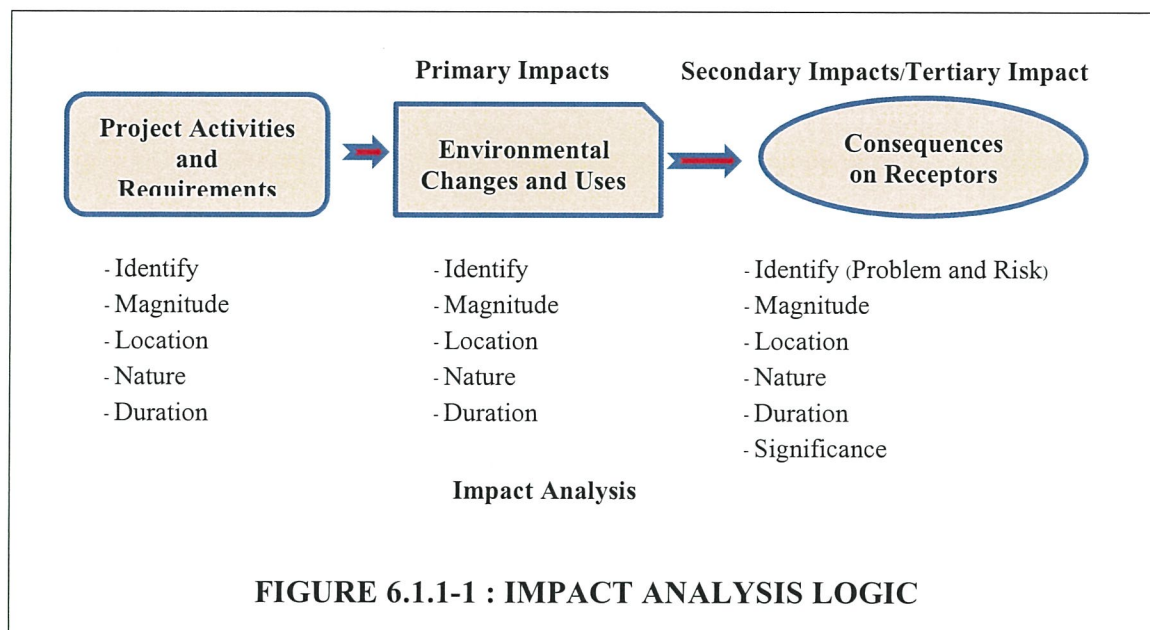 Primary Impacts
Secondary Impacts/Tertiary Impact
Project Activities
and
Requirements
Environmental
Changes and Uses
Consequences
on Receptors
- Identify
- Magnitude
- Location
- Nature
- Duration
- Identify
- Magnitude
- Location
- Nature
- Duration
- Identify (Problem and Risk)
- Magnitude
- Location
- Nature
- Duration
- Significance
Impact Analysis
FIGURE 6.1.1-1 : IMPACT ANALYSIS LOGIC